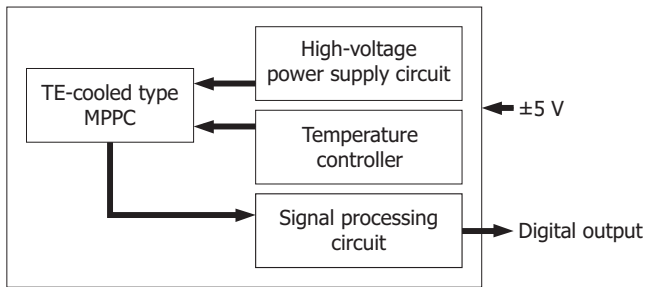 High-voltage
power supply circuit
TE-cooled type
MPPC
±5 V
Temperature
controller
Signal processing
circuit
Digital output